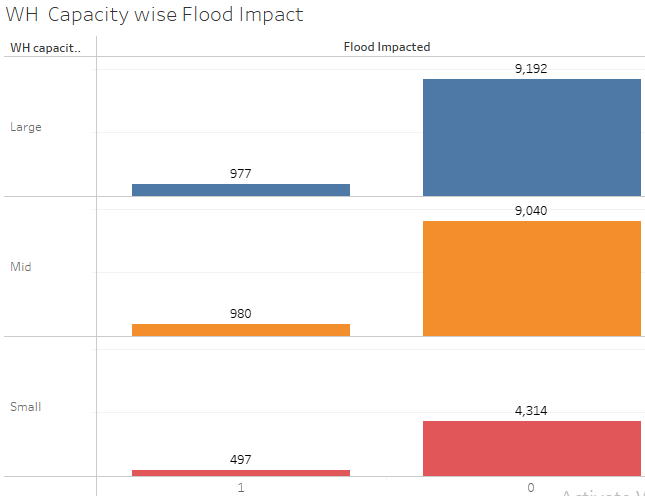 WH Capacity wise Flood Impact
WH capacit..
Flood Impacted
9,192
Large
977
9,040
Mid
980
4,314
Small
497
1
0